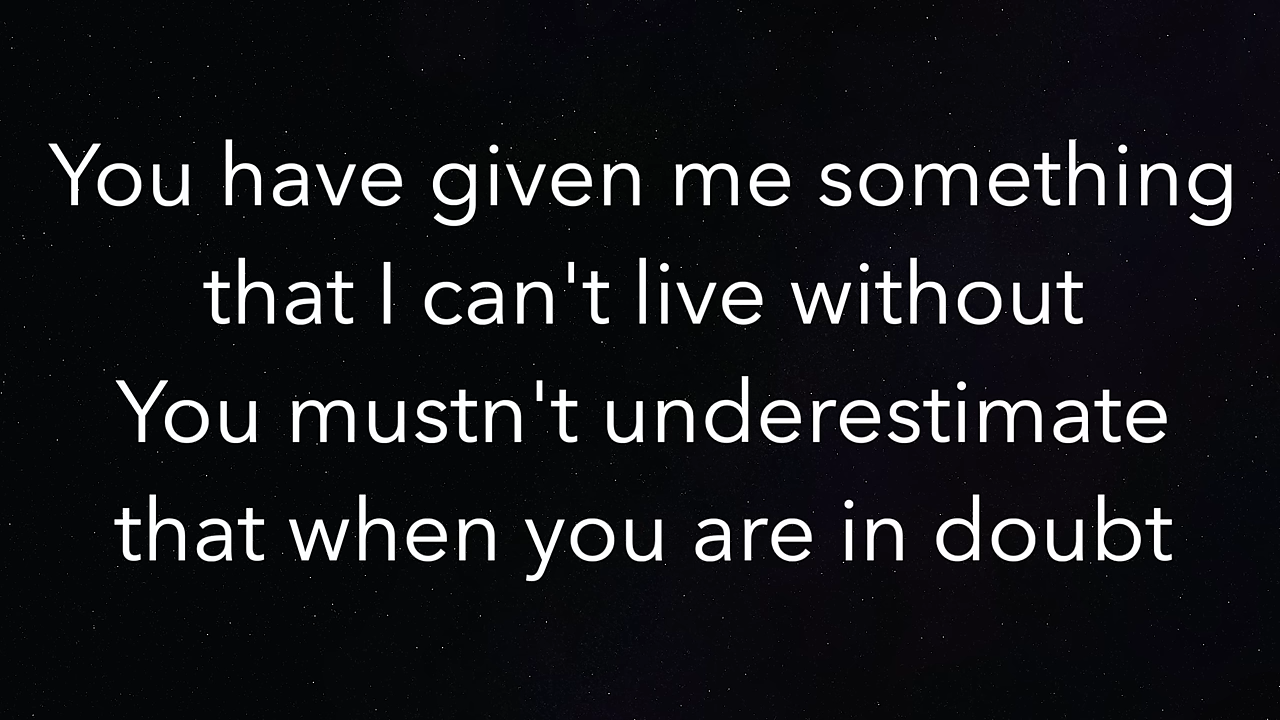 You have given me something
that I can't live without
You mustn't underestimate
that when you are in doubt